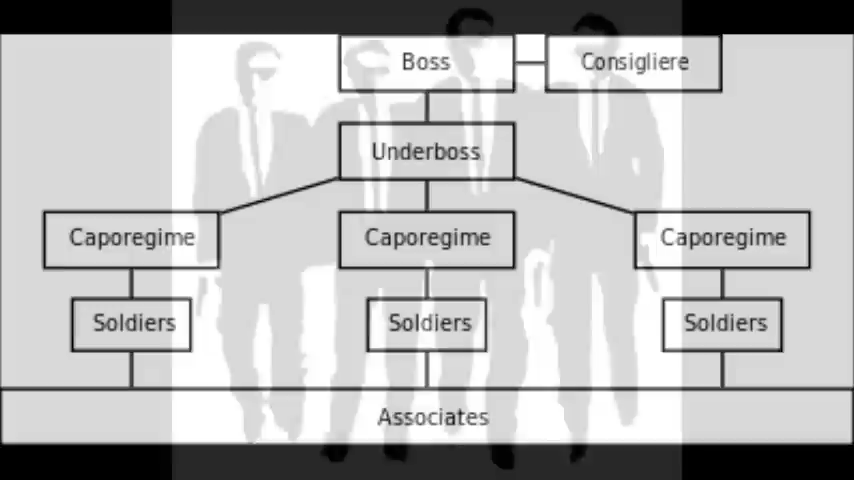 Boss
Consigliere
Underboss
Caporegime
Caporegime
Caporegime
Soldiers
Soldiers
Soldiers
Associates